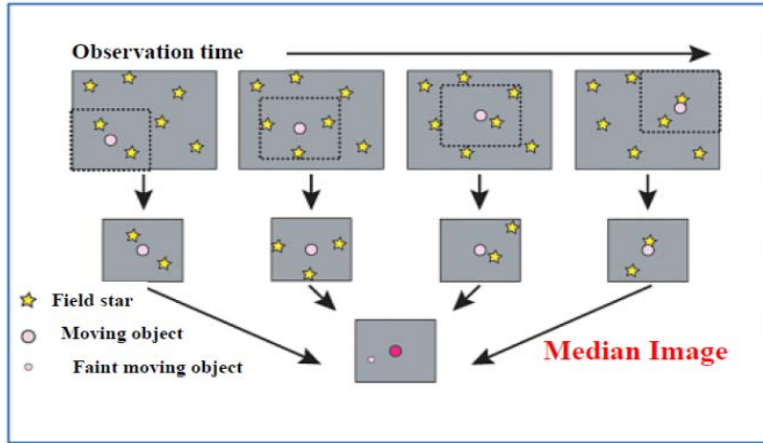 Observation time
Field star
Moving object
Faint moving object
Median Image